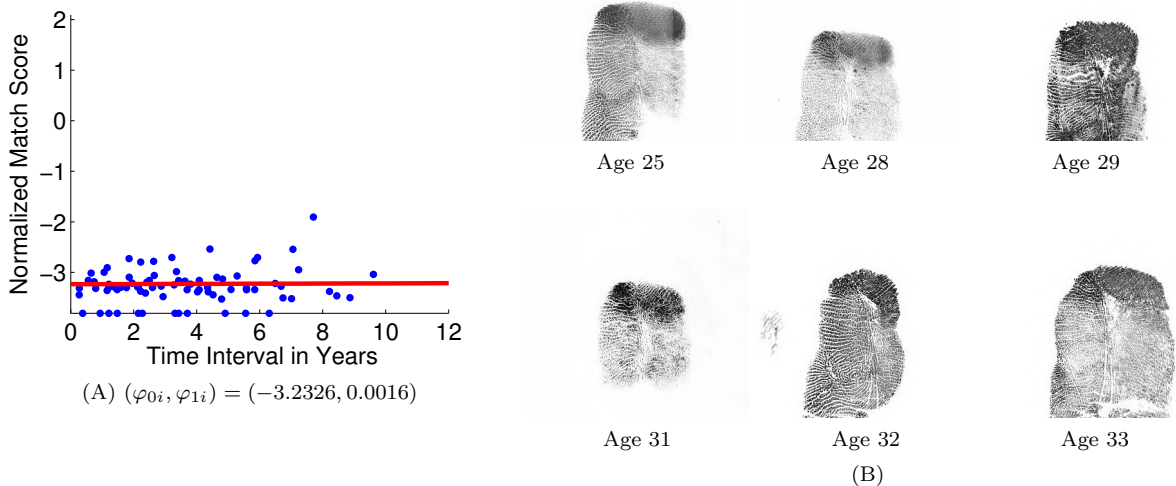 Normalized Match Score
2
1
0
−1
−2
−3
0 2 4 6 8 10 12
Time Interval in Years
(A) (φ₀ᵢ, φ₁ᵢ) = (−3.2326, 0.0016)
Age 25
Age 28
Age 29
Age 31
Age 32
Age 33
(B)